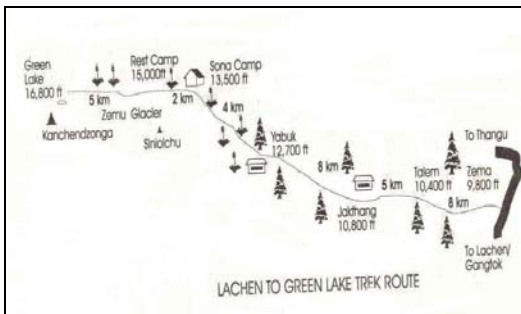 Green
Lake
16,800 ft
Rest Camp
15,000ft
Sona Camp
13,500 ft
5 km
2 km
Zemu Glacier
4 km
Kanchendzonga
Siniolchu
Yabuk
12,700 ft
8 km
Jakthang
10,800 ft
5 km
Talem
10,400 ft
To Thangu
Zema
9,800 ft
8 km
To Lachen/
Gangtok
LACHEN TO GREEN LAKE TREK ROUTE